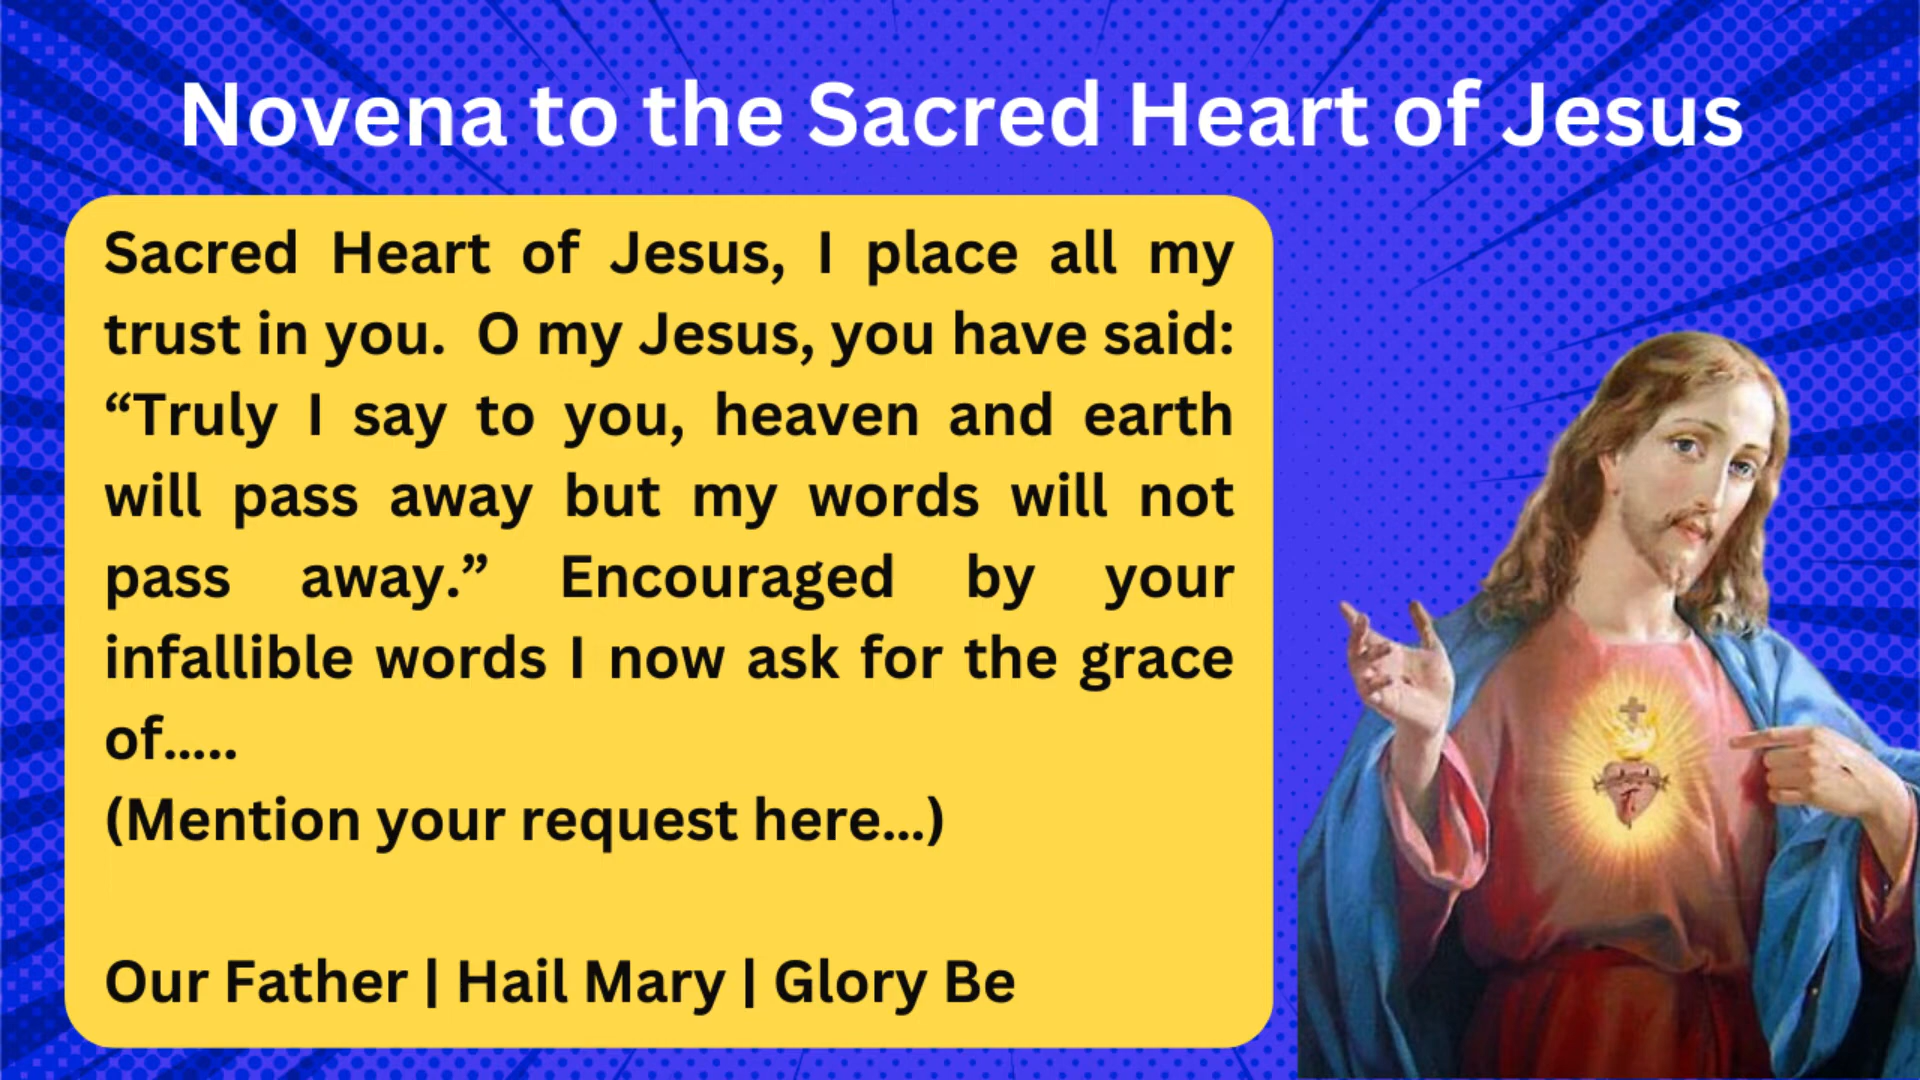 Novena to the Sacred Heart of Jesus
Sacred Heart of Jesus, I place all my
trust in you. O my Jesus, you have said:
“Truly I say to you, heaven and earth
will pass away but my words will not
pass away.” Encouraged by your
infallible words I now ask for the grace
of.....
(Mention your request here...)
Our Father | Hail Mary | Glory Be